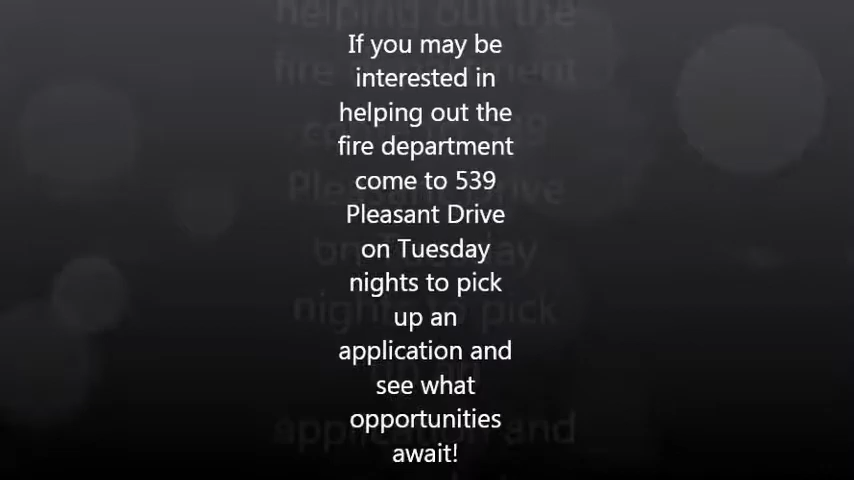 If you may be
interested in
helping out the
fire department
come to 539
Pleasant Drive
on Tuesday
nights to pick
up an
application and
see what
opportunities
await!